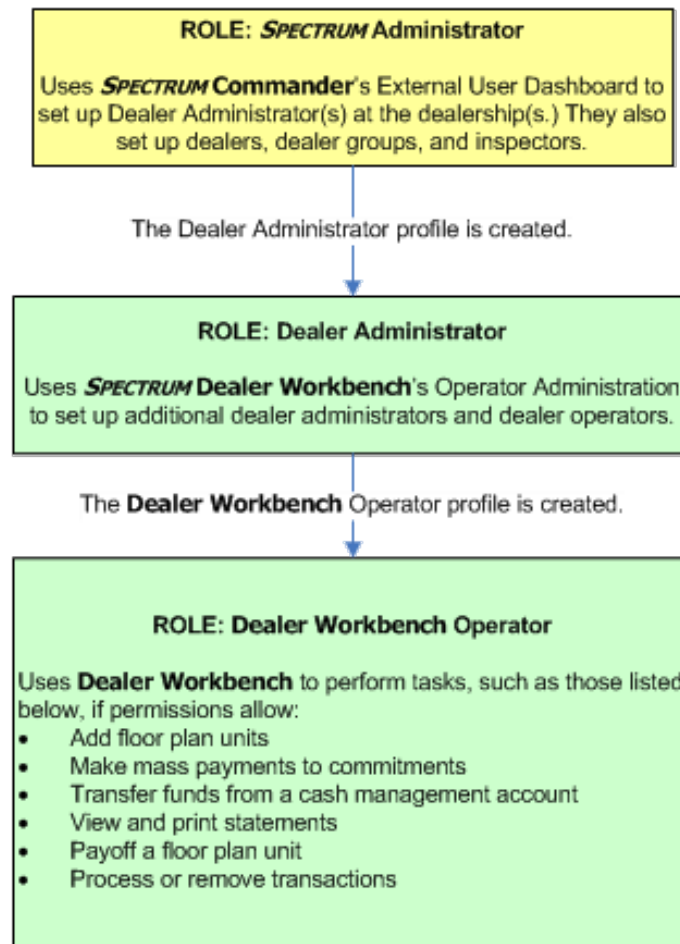 ROLE: SPECTRUM Administrator
Uses SPECTRUM Commander's External User Dashboard to
set up Dealer Administrator(s) at the dealership(s.) They also
set up dealers, dealer groups, and inspectors.
The Dealer Administrator profile is created.
ROLE: Dealer Administrator
Uses SPECTRUM Dealer Workbench's Operator Administration
to set up additional dealer administrators and dealer operators.
The Dealer Workbench Operator profile is created.
ROLE: Dealer Workbench Operator
Uses Dealer Workbench to perform tasks, such as those listed
below, if permissions allow:
• Add floor plan units
• Make mass payments to commitments
• Transfer funds from a cash management account
• View and print statements
• Payoff a floor plan unit
• Process or remove transactions